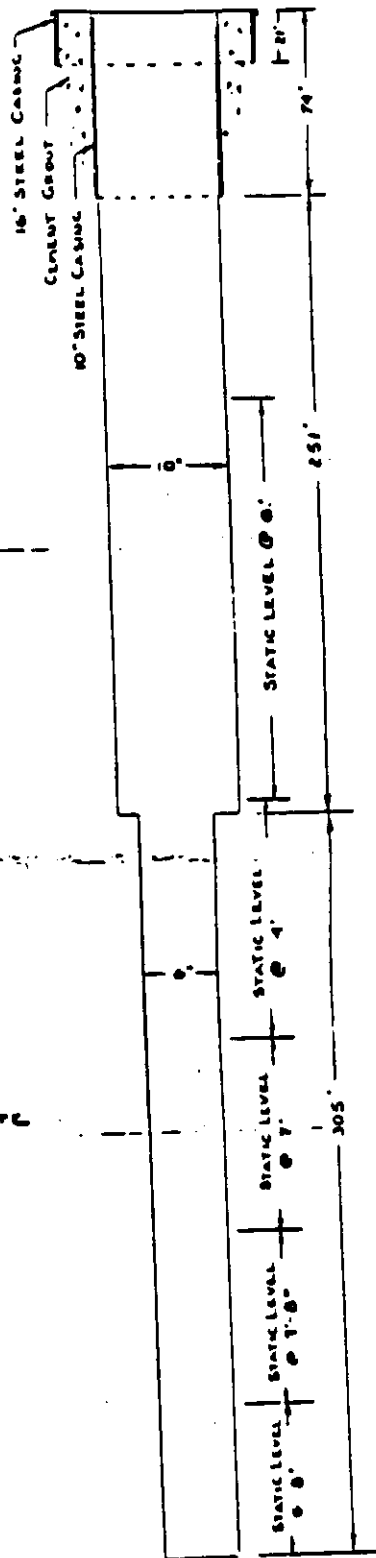 16" STEEL CASING
CEMENT GROUT
10" STEEL CASING
21'
74'
10"
251'
STATIC LEVEL @ 6'
6"
STATIC LEVEL
@ 4'
STATIC LEVEL
@ 7'
305'
STATIC LEVEL
@ 7'-8"
STATIC LEVEL
@ 8'